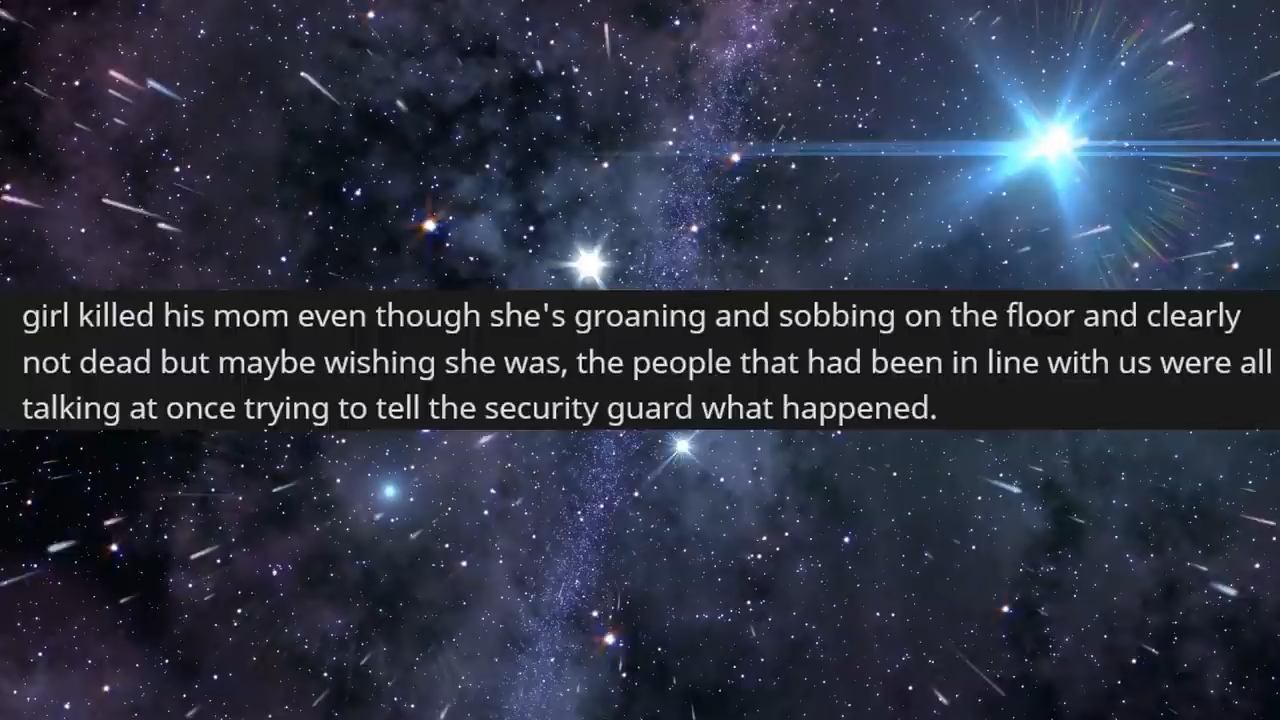 girl killed his mom even though she's groaning and sobbing on the floor and clearly
not dead but maybe wishing she was, the people that had been in line with us were all
talking at once trying to tell the security guard what happened.